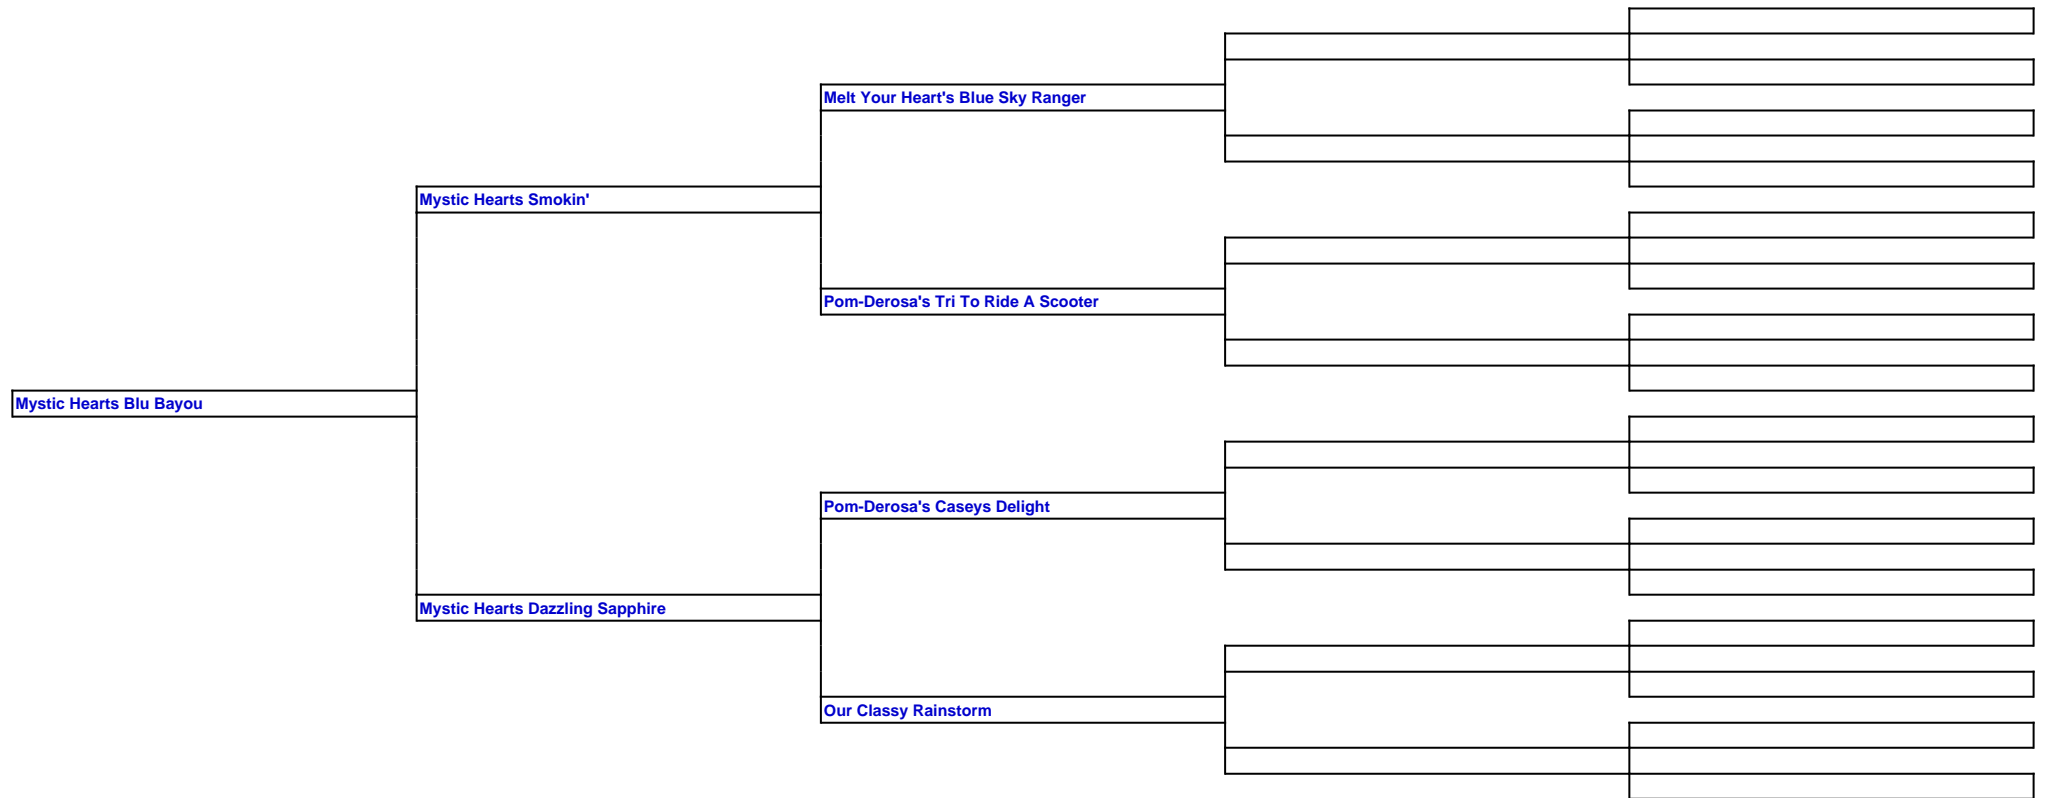 Melt Your Heart's Blue Sky Ranger
Mystic Hearts Smokin'
Pom-Derosa's Tri To Ride A Scooter
Mystic Hearts Blu Bayou
Pom-Derosa's Caseys Delight
Mystic Hearts Dazzling Sapphire
Our Classy Rainstorm